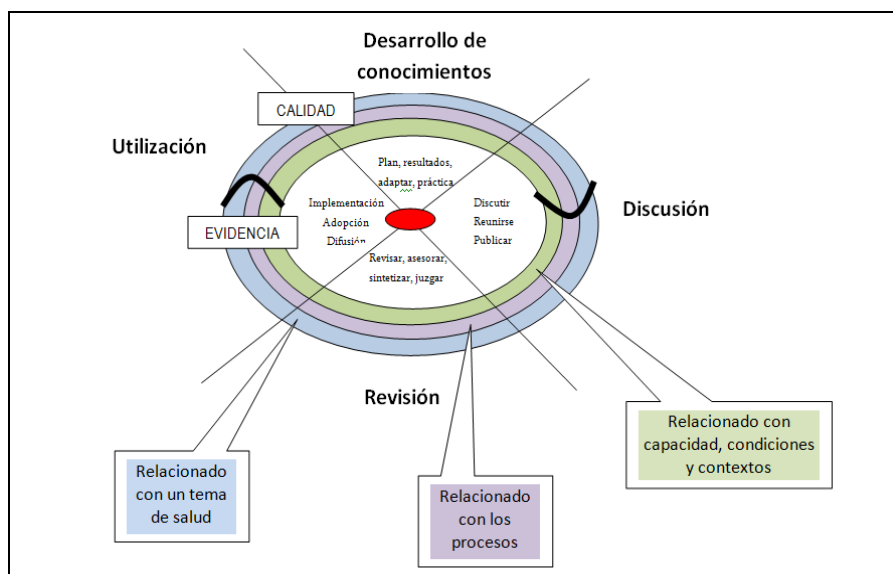 Desarrollo de
conocimientos
CALIDAD
Utilización
Plan, resultados,
adaptar, práctica
Implementación
Adopción
Difusión
Discutir
Reunirse
Publicar
Discusión
EVIDENCIA
Revisar, asesorar,
sintetizar, juzgar
Revisión
Relacionado con
capacidad, condiciones
y contextos
Relacionado
con un tema
de salud
Relacionado
con los
procesos